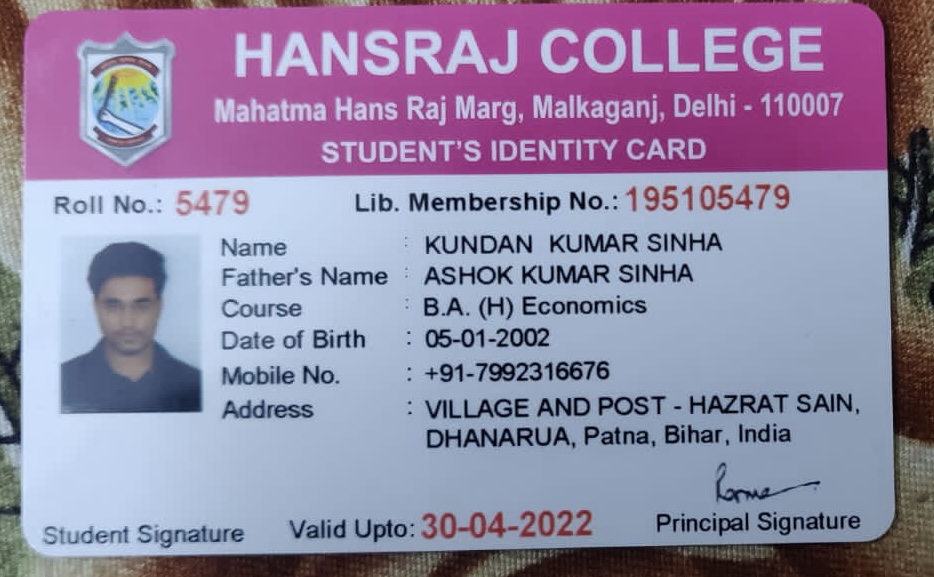 HANSRAJ COLLEGE
Mahatma Hans Raj Marg, Malkaganj, Delhi - 110007
STUDENT'S IDENTITY CARD
Roll No.: 5479 Lib. Membership No.: 195105479
Name : KUNDAN KUMAR SINHA
Father's Name : ASHOK KUMAR SINHA
Course : B.A. (H) Economics
Date of Birth : 05-01-2002
Mobile No. : +91-7992316676
Address : VILLAGE AND POST - HAZRAT SAIN,
DHANARUA, Patna, Bihar, India
Student Signature Valid Upto: 30-04-2022 Principal Signature